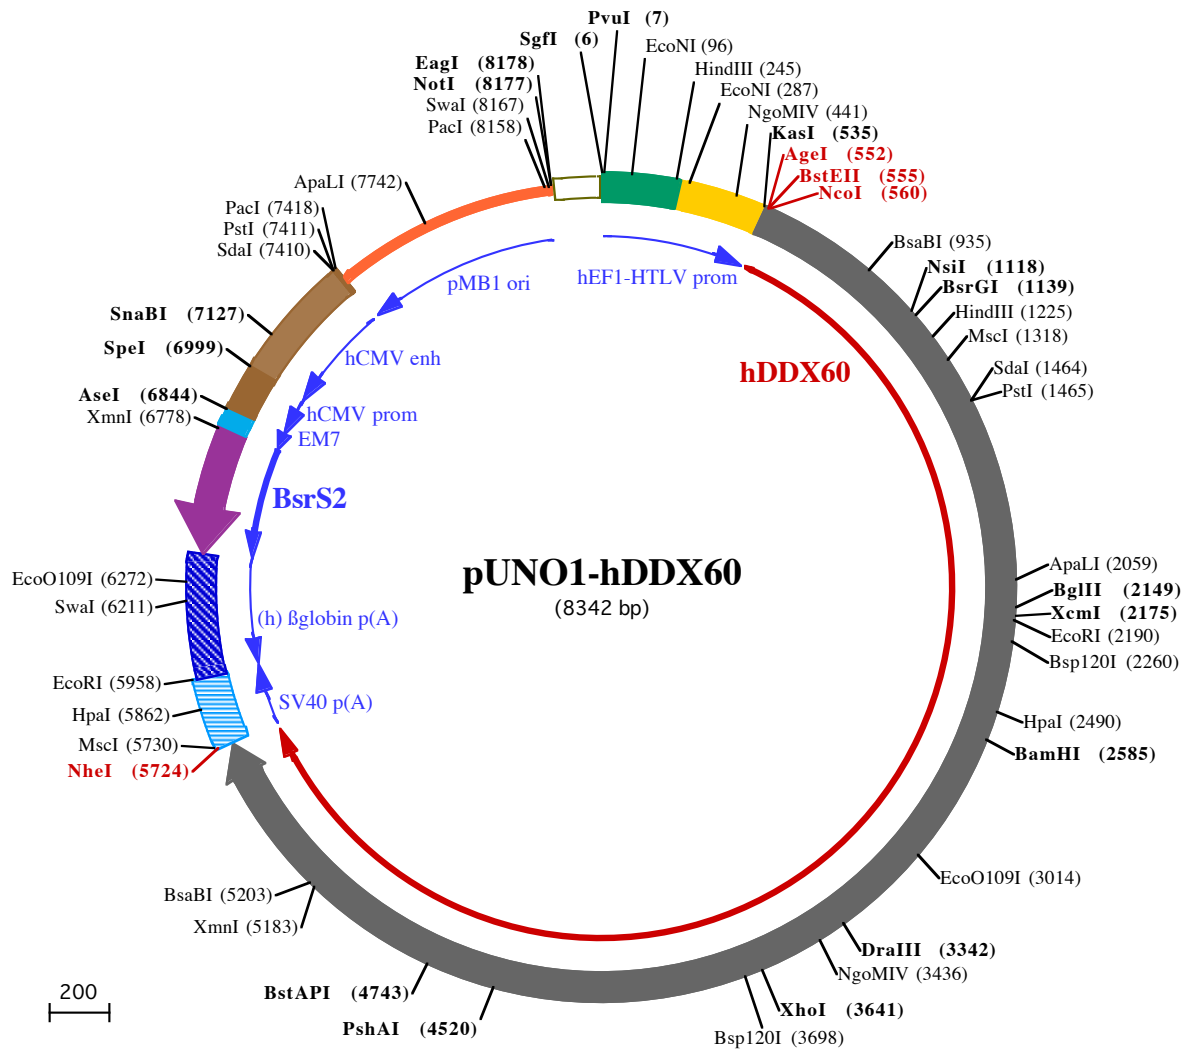 PvuI (7)
SgfI (6)
EcoNI (96)
EagI (8178)
HindIII (245)
NotI (8177)
EcoNI (287)
SwaI (8167)
NgoMIV (441)
PacI (8158)
KasI (535)
AgeI (552)
BstEII (555)
NcoI (560)
ApaLI (7742)
PacI (7418)
PstI (7411)
SdaI (7410)
BsaBI (935)
NsiI (1118)
BsrGI (1139)
HindIII (1225)
MscI (1318)
SdaI (1464)
PstI (1465)
pMB1 ori
hEF1-HTLV prom
SnaBI (7127)
SpeI (6999)
AseI (6844)
XmnI (6778)
hCMV enh
hDDX60
hCMV prom
EM7
BsrS2
pUNO1-hDDX60
(8342 bp)
EcoO109I (6272)
SwaI (6211)
(h) ßglobin p(A)
ApaLI (2059)
BglII (2149)
XcmI (2175)
EcoRI (2190)
Bsp120I (2260)
EcoRI (5958)
HpaI (5862)
MscI (5730)
NheI (5724)
SV40 p(A)
HpaI (2490)
BamHI (2585)
EcoO109I (3014)
BsaBI (5203)
XmnI (5183)
DraIII (3342)
NgoMIV (3436)
BstAPI (4743)
PshAI (4520)
XhoI (3641)
Bsp120I (3698)
200